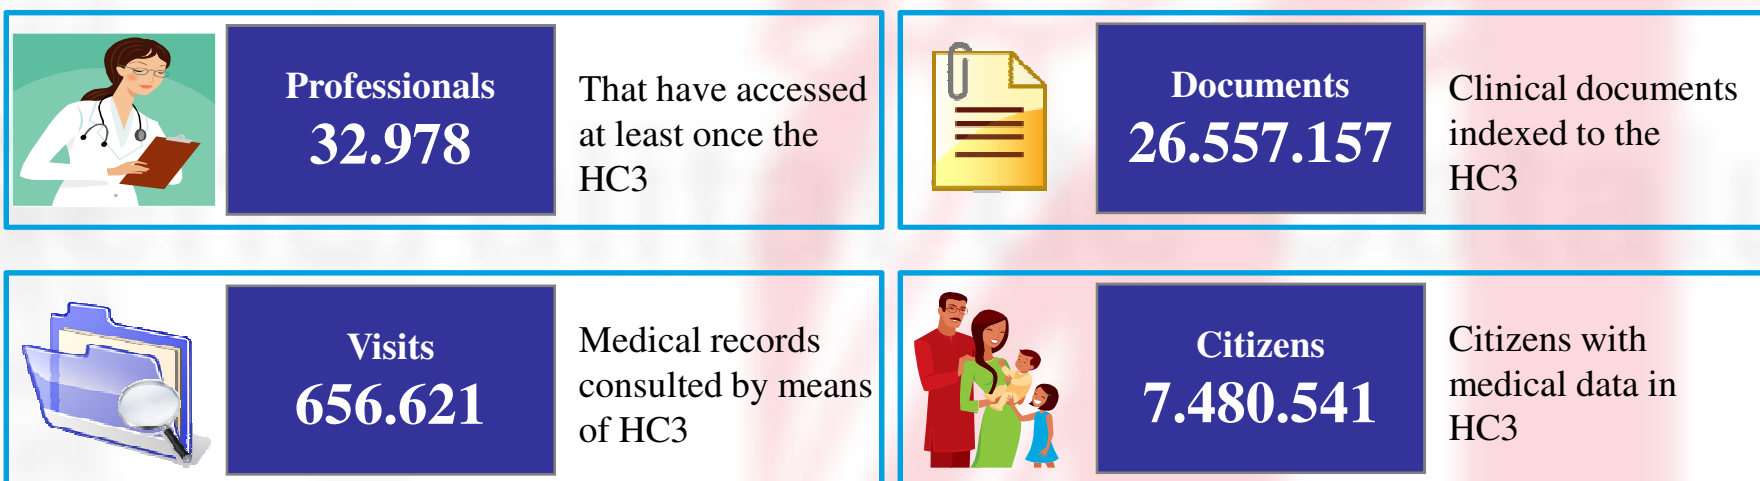 Professionals
32.978
That have accessed
at least once the
HC3
Documents
26.557.157
Clinical documents
indexed to the
HC3
Visits
656.621
Medical records
consulted by means
of HC3
Citizens
7.480.541
Citizens with
medical data in
HC3